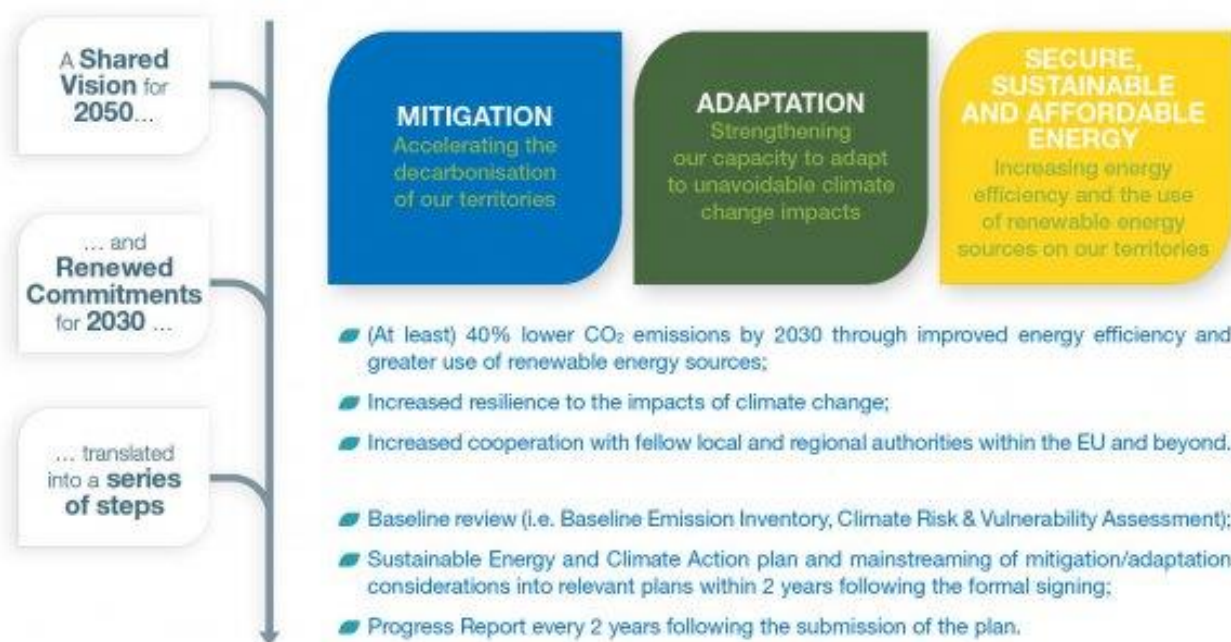 A Shared
Vision for
2050...
MITIGATION
Accelerating the
decarbonisation
of our territories
ADAPTATION
Strengthening
our capacity to adapt
to unavoidable climate
change impacts
SECURE,
SUSTAINABLE
AND AFFORDABLE
ENERGY
Increasing energy
efficiency and the use
of renewable energy
sources on our territories
... and
Renewed
Commitments
for 2030 ...
(At least) 40% lower CO₂ emissions by 2030 through improved energy efficiency and
greater use of renewable energy sources;
Increased resilience to the impacts of climate change;
Increased cooperation with fellow local and regional authorities within the EU and beyond.
... translated
into a series
of steps
Baseline review (i.e. Baseline Emission Inventory, Climate Risk & Vulnerability Assessment);
Sustainable Energy and Climate Action plan and mainstreaming of mitigation/adaptation
considerations into relevant plans within 2 years following the formal signing;
Progress Report every 2 years following the submission of the plan.